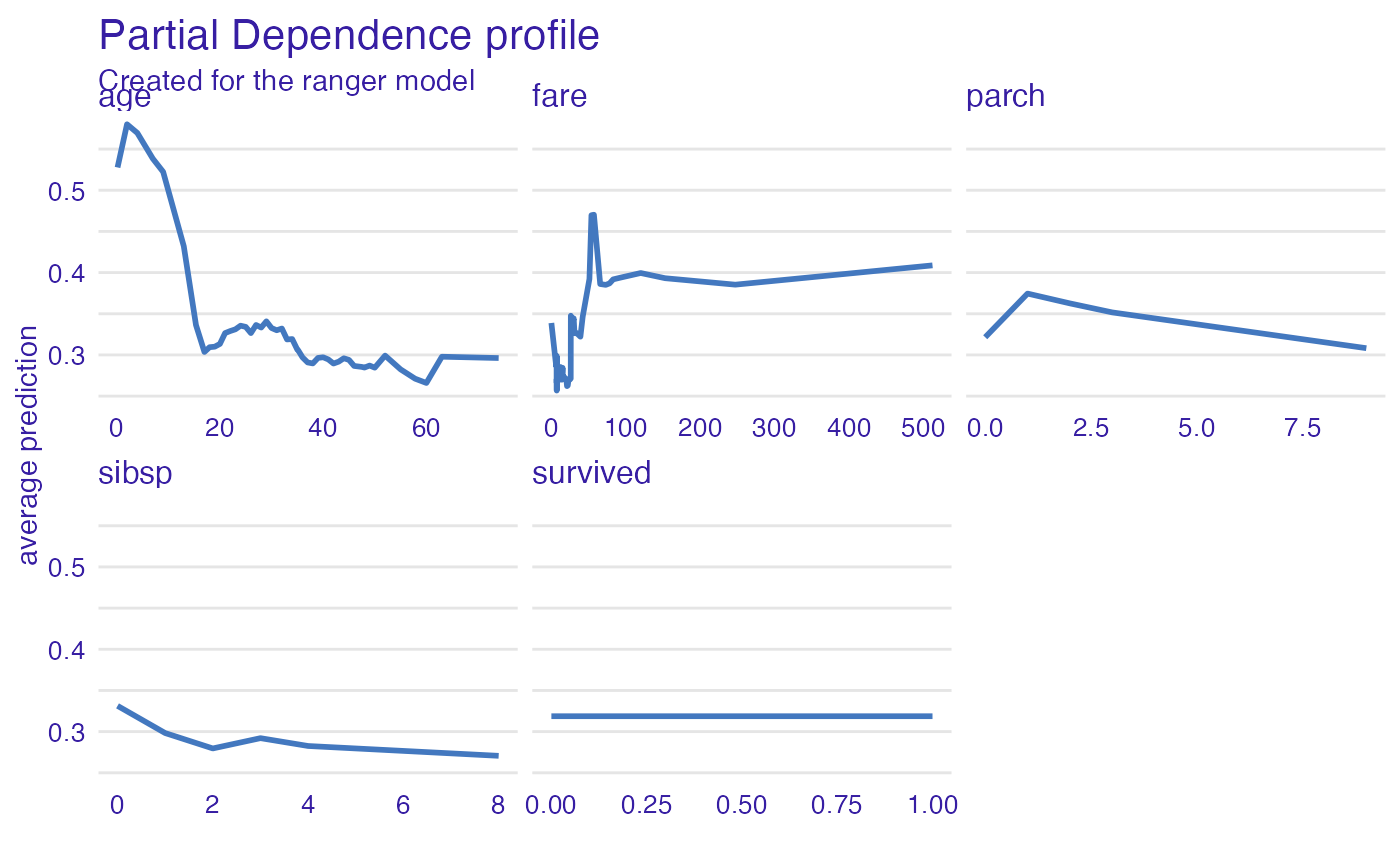 Partial Dependence profile
Created for the ranger model
age
fare
parch
average prediction
0.5
0.4
0.3
0 20 40 60
0 100 200 300 400 500
0.0 2.5 5.0 7.5
sibsp
survived
0.5
0.4
0.3
0 2 4 6 8
0.00 0.25 0.50 0.75 1.00